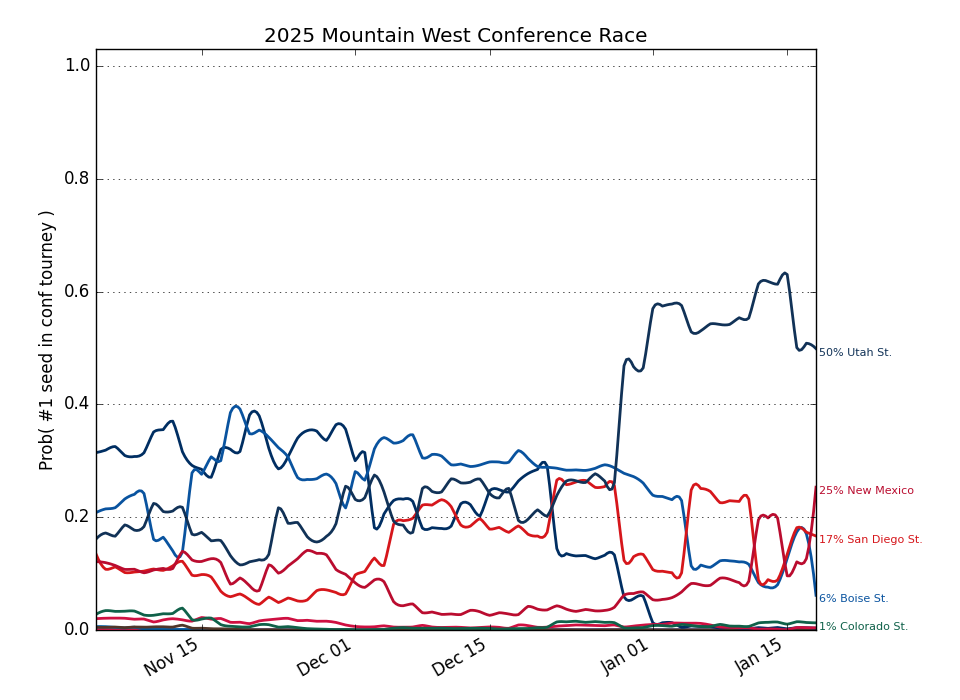 2025 Mountain West Conference Race
Prob( #1 seed in conf tourney )
1.0
0.8
0.6
0.4
0.2
0.0
50% Utah St.
25% New Mexico
17% San Diego St.
6% Boise St.
1% Colorado St.
Nov 15
Dec 01
Dec 15
Jan 01
Jan 15